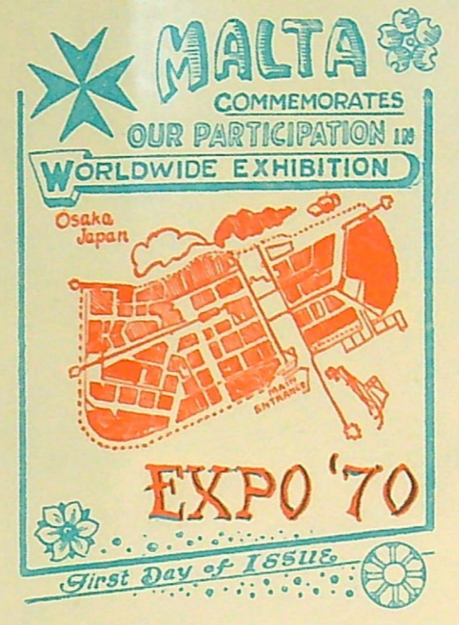 MALTA
COMMEMORATES
OUR PARTICIPATION IN
WORLDWIDE EXHIBITION
Osaka
Japan
MAIN
ENTRANCE
EXPO '70
First Day of ISSUE